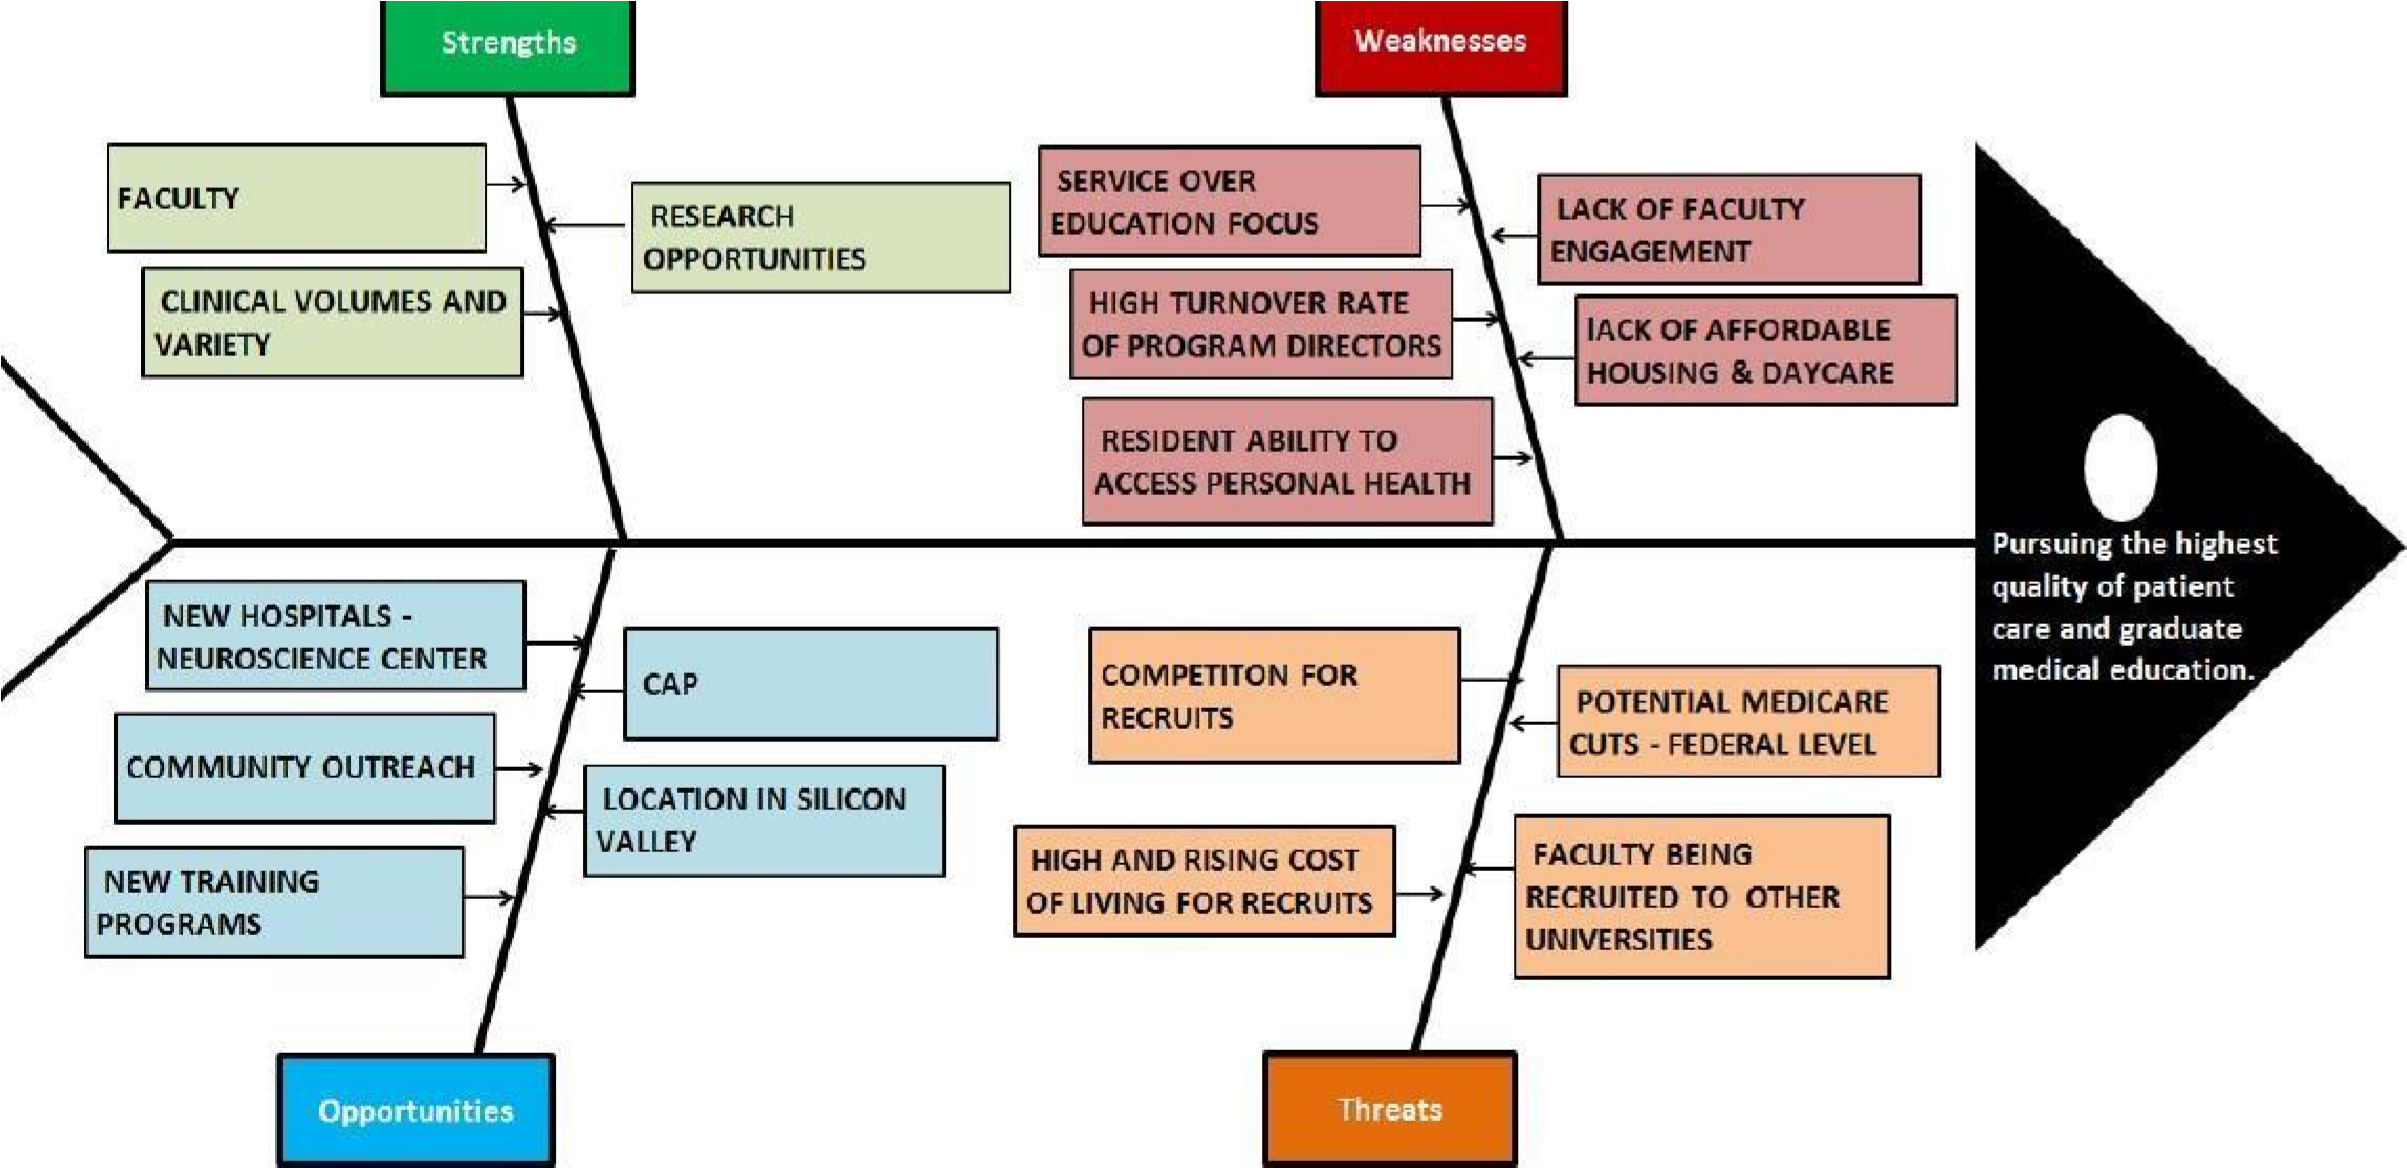 Strengths
Weaknesses
FACULTY
RESEARCH
OPPORTUNITIES
CLINICAL VOLUMES AND
VARIETY
SERVICE OVER
EDUCATION FOCUS
LACK OF FACULTY
ENGAGEMENT
HIGH TURNOVER RATE
OF PROGRAM DIRECTORS
lACK OF AFFORDABLE
HOUSING & DAYCARE
RESIDENT ABILITY TO
ACCESS PERSONAL HEALTH
Pursuing the highest
quality of patient
care and graduate
medical education.
NEW HOSPITALS -
NEUROSCIENCE CENTER
CAP
COMMUNITY OUTREACH
LOCATION IN SILICON
VALLEY
NEW TRAINING
PROGRAMS
COMPETITON FOR
RECRUITS
POTENTIAL MEDICARE
CUTS - FEDERAL LEVEL
HIGH AND RISING COST
OF LIVING FOR RECRUITS
FACULTY BEING
RECRUITED TO OTHER
UNIVERSITIES
Opportunities
Threats